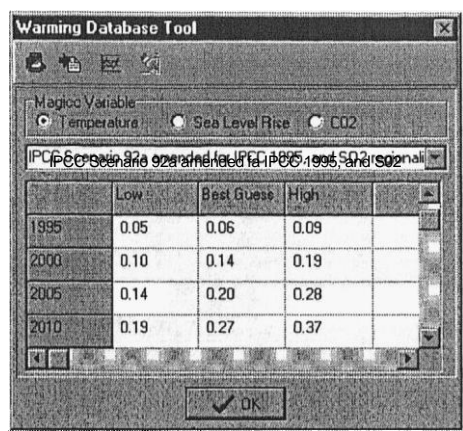 Warming Database Tool
Magicc Variable
Temperature Sea Level Rise CO2
IPCC Scenario 92a amended for IPCC 1995, and SO2 regionali
Low Best Guess High
1995 0.05 0.06 0.09
2000 0.10 0.14 0.19
2005 0.14 0.20 0.28
2010 0.19 0.27 0.37
OK